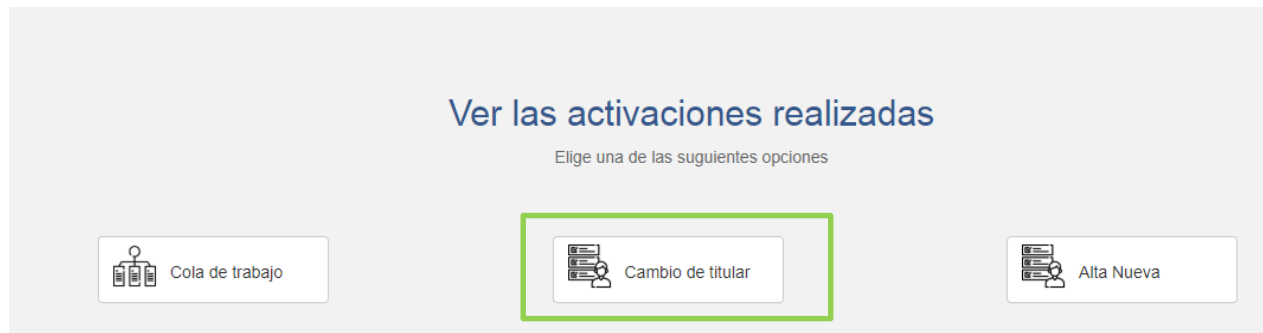 Ver las activaciones realizadas
Elige una de las suguientes opciones
Cola de trabajo
Cambio de titular
Alta Nueva